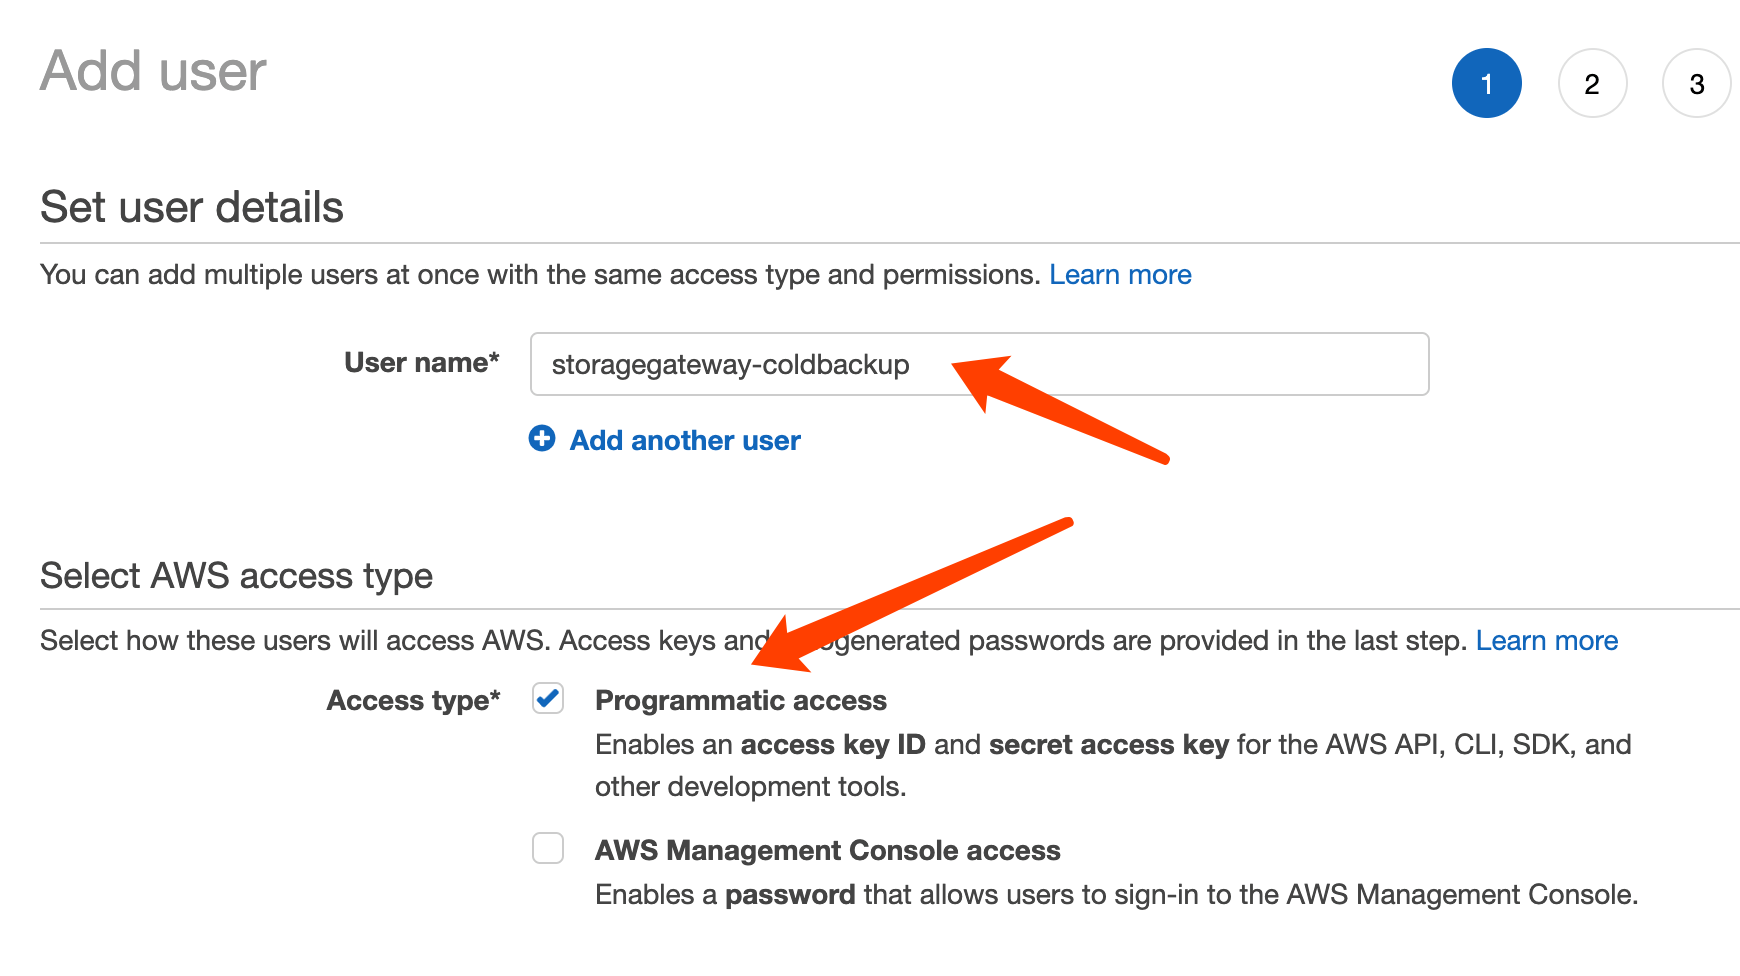 Add user
1 2 3
Set user details
You can add multiple users at once with the same access type and permissions. Learn more
User name* storagegateway-coldbackup
Add another user
Select AWS access type
Select how these users will access AWS. Access keys and generated passwords are provided in the last step. Learn more
Access type* Programmatic access
Enables an access key ID and secret access key for the AWS API, CLI, SDK, and
other development tools.
AWS Management Console access
Enables a password that allows users to sign-in to the AWS Management Console.